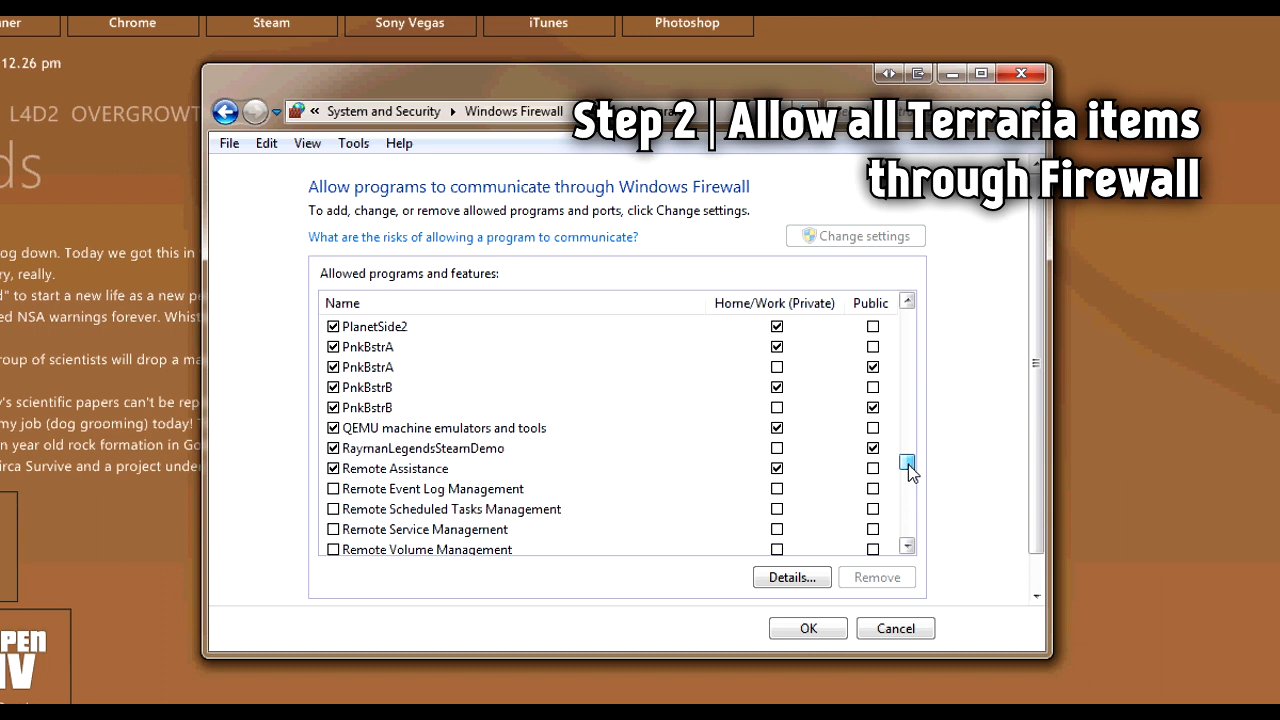 ner
Chrome
Steam
Sony Vegas
iTunes
Photoshop
12.26 pm
L4D2 OVERGROWT
ds
og down. Today we got this in
ry, really.
d" to start a new life as a new pe
ed NSA warnings forever. Whist
roup of scientists will drop a ma
y's scientific papers can't be rep
my job (dog grooming) today!
n year old rock formation in Go
irca Survive and a project under
PEN
IV
« System and Security
Windows Firewall
Step 2 | Allow all Terraria items
through Firewall
File Edit View Tools Help
Allow programs to communicate through Windows Firewall
To add, change, or remove allowed programs and ports, click Change settings.
What are the risks of allowing a program to communicate?
Change settings
Allowed programs and features:
Name Home/Work (Private) Public
PlanetSide2
PnkBstrA
PnkBstrA
PnkBstrB
PnkBstrB
QEMU machine emulators and tools
RaymanLegendsSteamDemo
Remote Assistance
Remote Event Log Management
Remote Scheduled Tasks Management
Remote Service Management
Remote Volume Management
Details... Remove
OK Cancel